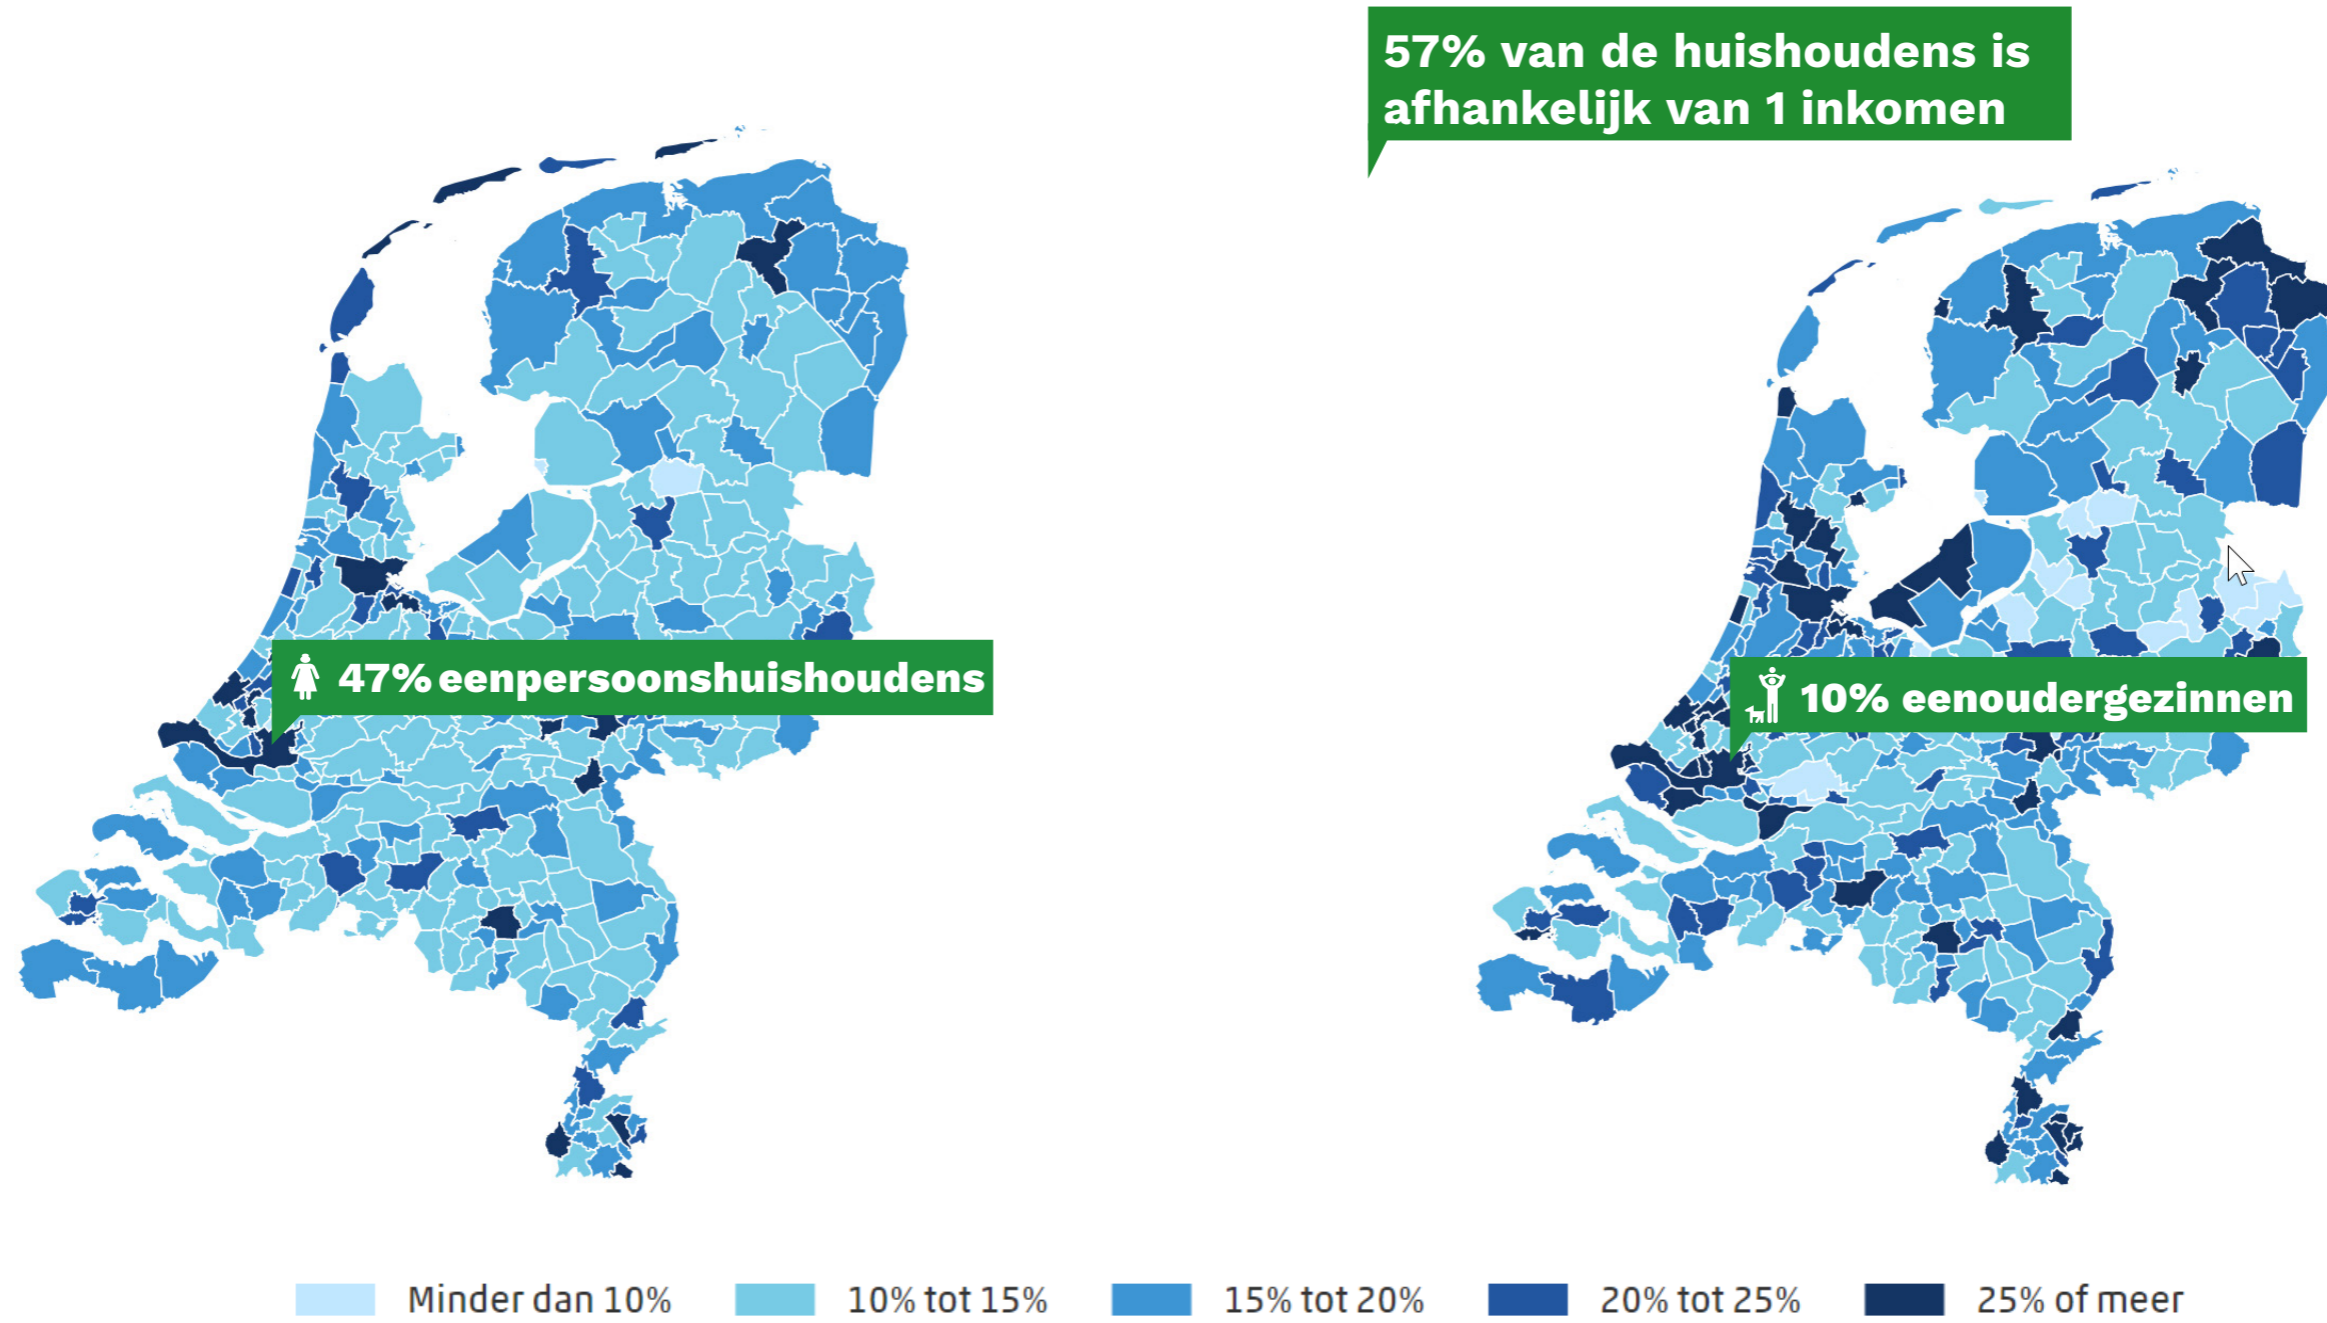 57% van de huishoudens is
afhankelijk van 1 inkomen
47% eenpersoonshuishoudens
10% eenoudergezinnen
Minder dan 10%
10% tot 15%
15% tot 20%
20% tot 25%
25% of meer